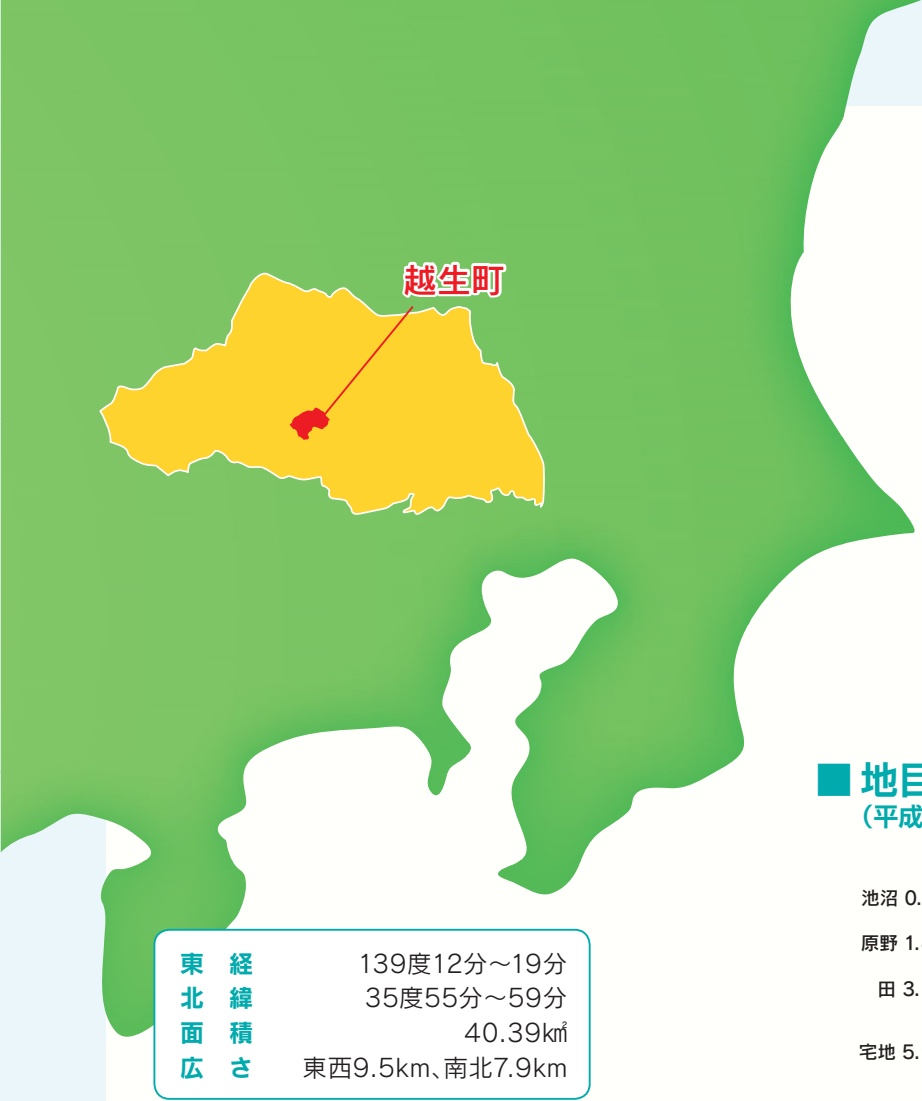 越生町
東経 139度12分～19分
北緯 35度55分～59分
面積 40.39㎢
広さ 東西9.5km、南北7.9km
■ 地目
（平成
池沼 0.
原野 1.
田 3.
宅地 5.